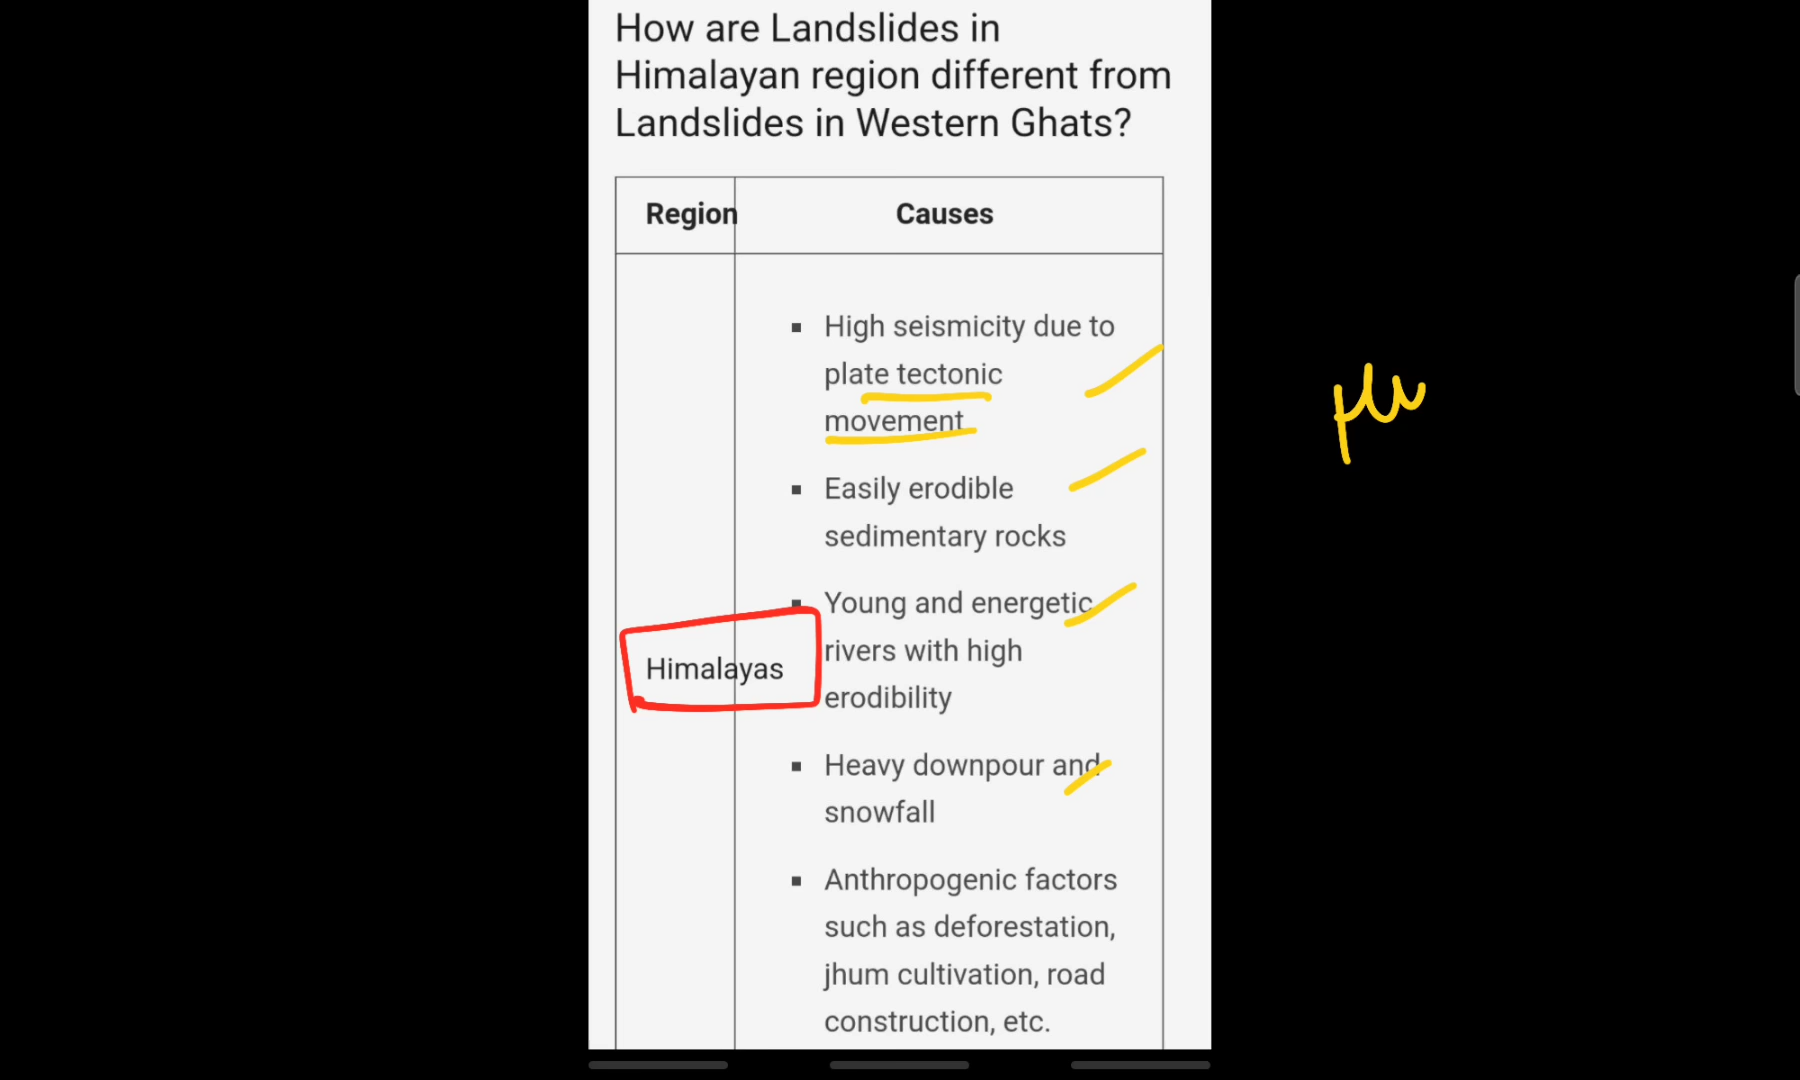 How are Landslides in
Himalayan region different from
Landslides in Western Ghats?
Region Causes
▪ High seismicity due to
plate tectonic
movement
▪ Easily erodible
sedimentary rocks
▪ Young and energetic
rivers with high
erodibility
Himalayas
▪ Heavy downpour and
snowfall
▪ Anthropogenic factors
such as deforestation,
jhum cultivation, road
construction, etc.